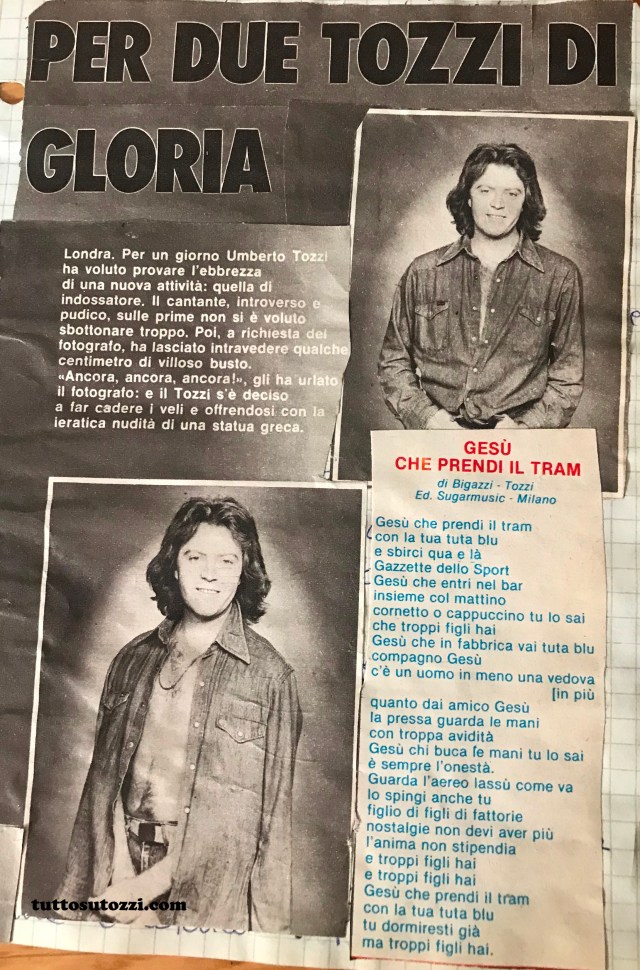 PER DUE TOZZI DI
GLORIA
Londra. Per un giorno Umberto Tozzi
ha voluto provare l'ebbrezza
di una nuova attività: quella di
indossatore. Il cantante, introverso e
pudico, sulle prime non si è voluto
sbottonare troppo. Poi, a richiesta del
fotografo, ha lasciato intravedere qualche
centimetro di villoso busto.
«Ancora, ancora, ancora!», gli ha urlato
il fotografo: e il Tozzi s'è deciso
a far cadere i veli e offrendosi con la
ieratica nudità di una statua greca.
GESÙ
CHE PRENDI IL TRAM
di Bigazzi - Tozzi
Ed. Sugarmusic - Milano
Gesù che prendi il tram
con la tua tuta blu
e sbirci qua e là
Gazzette dello Sport
Gesù che entri nel bar
insieme col mattino
cornetto o cappuccino tu lo sai
che troppi figli hai
Gesù che in fabbrica vai tuta blu
compagno Gesù
c'è un uomo in meno una vedova
[in più
quanto dai amico Gesù
la pressa guarda le mani
con troppa avidità
Gesù chi buca le mani tu lo sai
è sempre l'onestà.
Guarda l'aereo lassù come va
lo spingi anche tu
figlio di figli di fattorie
nostalgie non devi aver più
l'anima non stipendia
e troppi figli hai
e troppi figli hai
Gesù che prendi il tram
con la tua tuta blu
tu dormiresti già
ma troppi figli hai.
tuttosutozzi.com